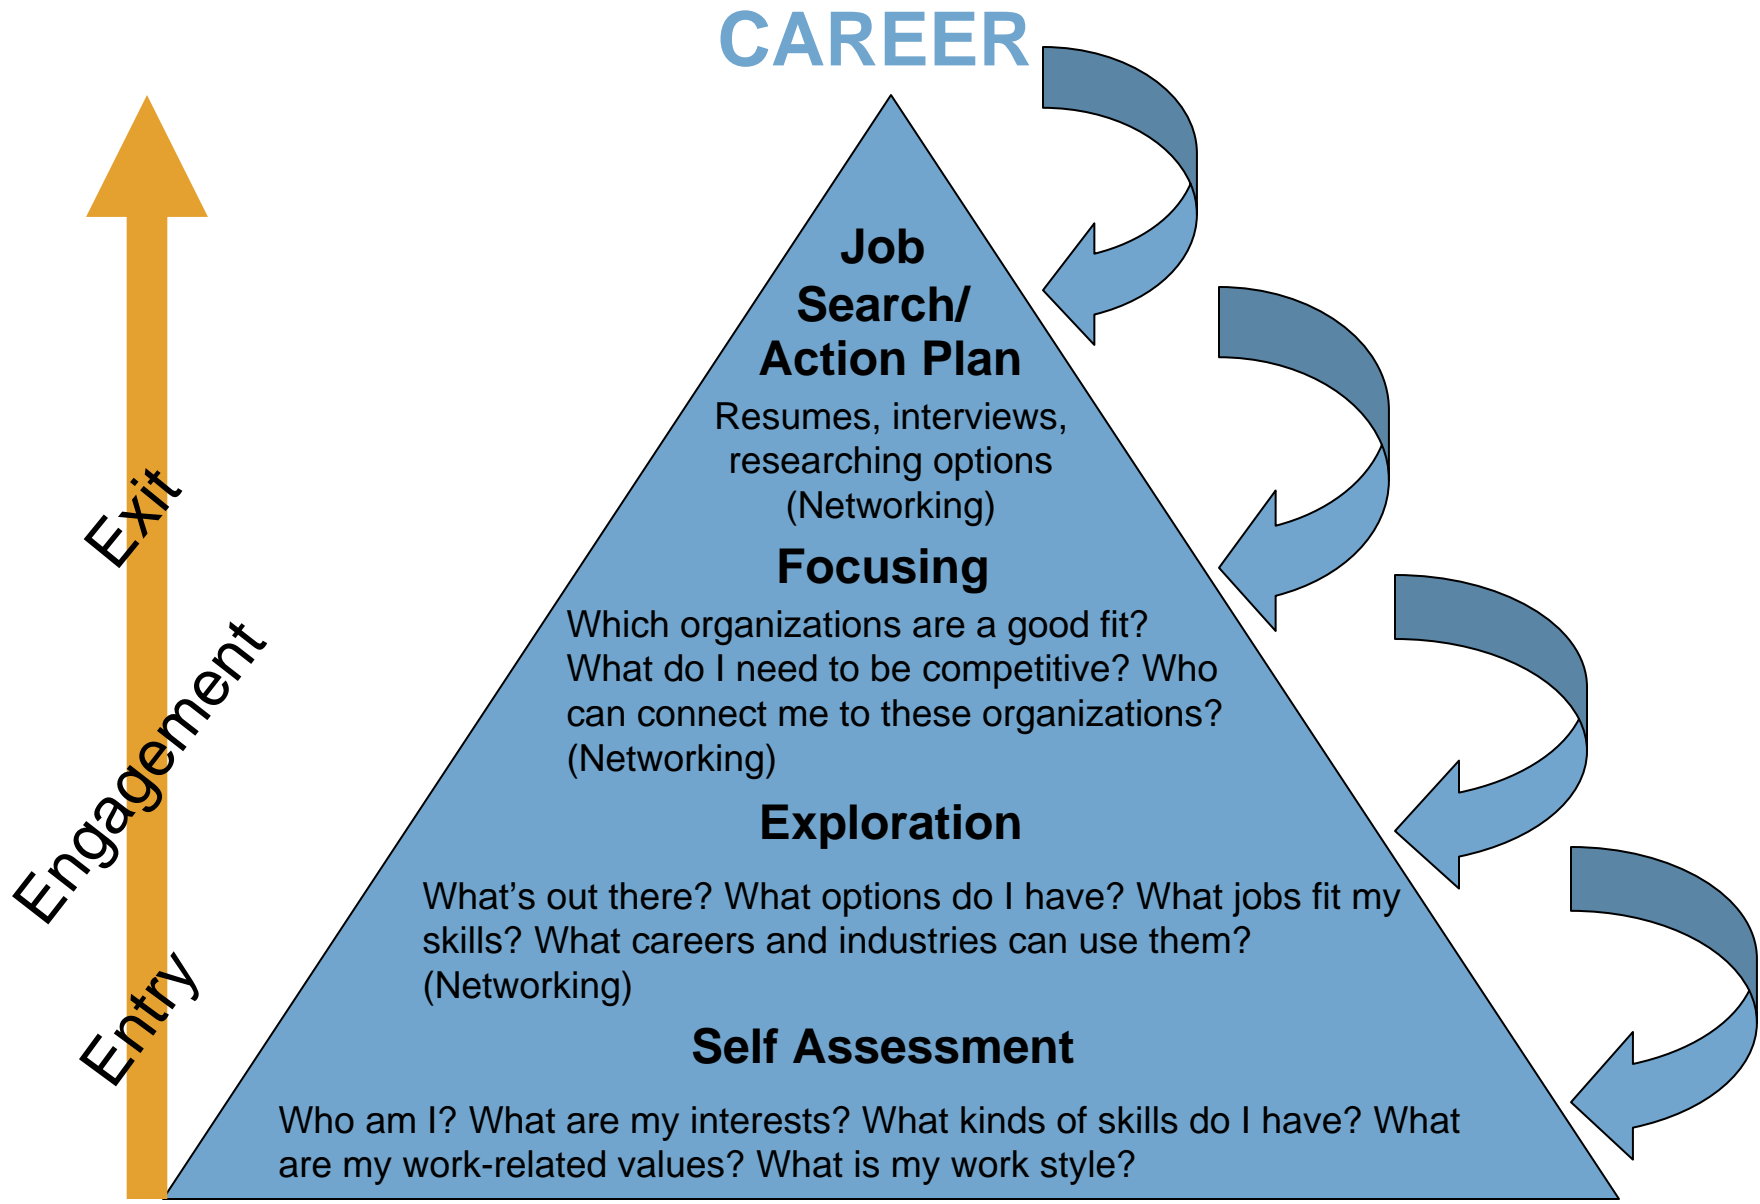 CAREER
Job
Search/
Action Plan
Resumes, interviews,
researching options
(Networking)
Focusing
Which organizations are a good fit?
What do I need to be competitive? Who
can connect me to these organizations?
(Networking)
Exploration
What’s out there? What options do I have? What jobs fit my
skills? What careers and industries can use them?
(Networking)
Self Assessment
Who am I? What are my interests? What kinds of skills do I have? What
are my work-related values? What is my work style?
Exit
Engagement
Entry